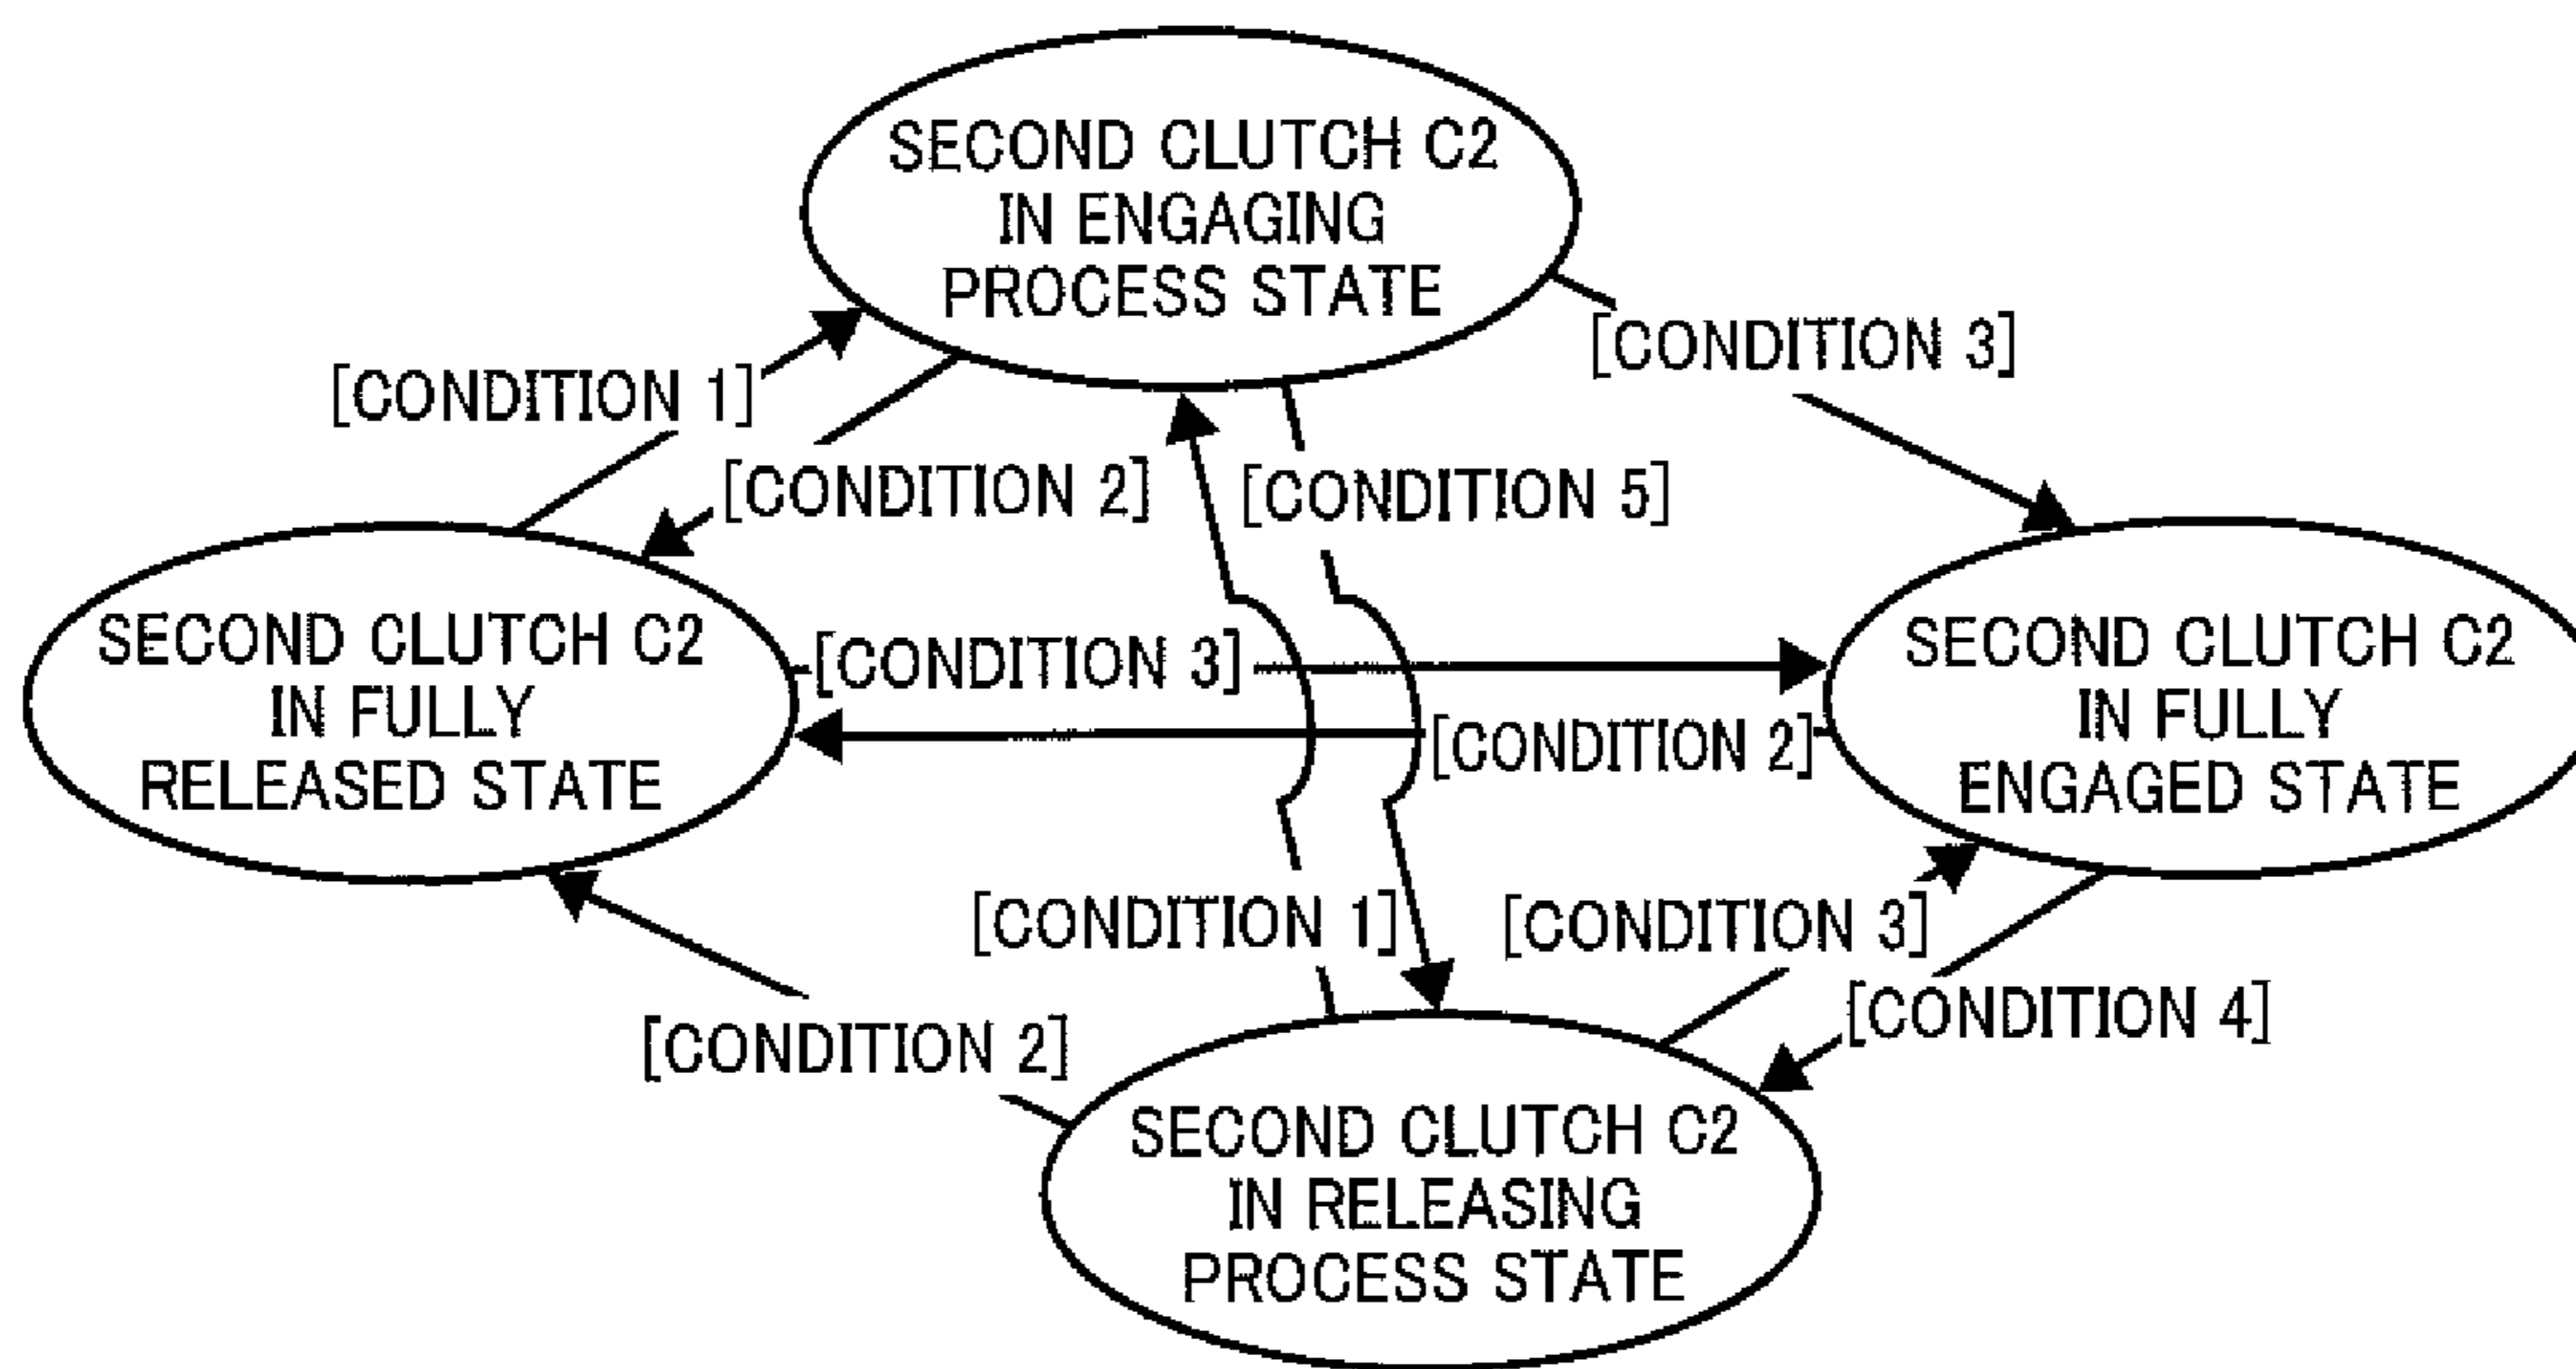 SECOND CLUTCH C2
IN ENGAGING
PROCESS STATE
[CONDITION 3]
[CONDITION 1]
[CONDITION 2]
[CONDITION 5]
SECOND CLUTCH C2
IN FULLY
RELEASED STATE
[CONDITION 3]
[CONDITION 2]
SECOND CLUTCH C2
IN FULLY
ENGAGED STATE
[CONDITION 1]
[CONDITION 3]
[CONDITION 4]
[CONDITION 2]
SECOND CLUTCH C2
IN RELEASING
PROCESS STATE